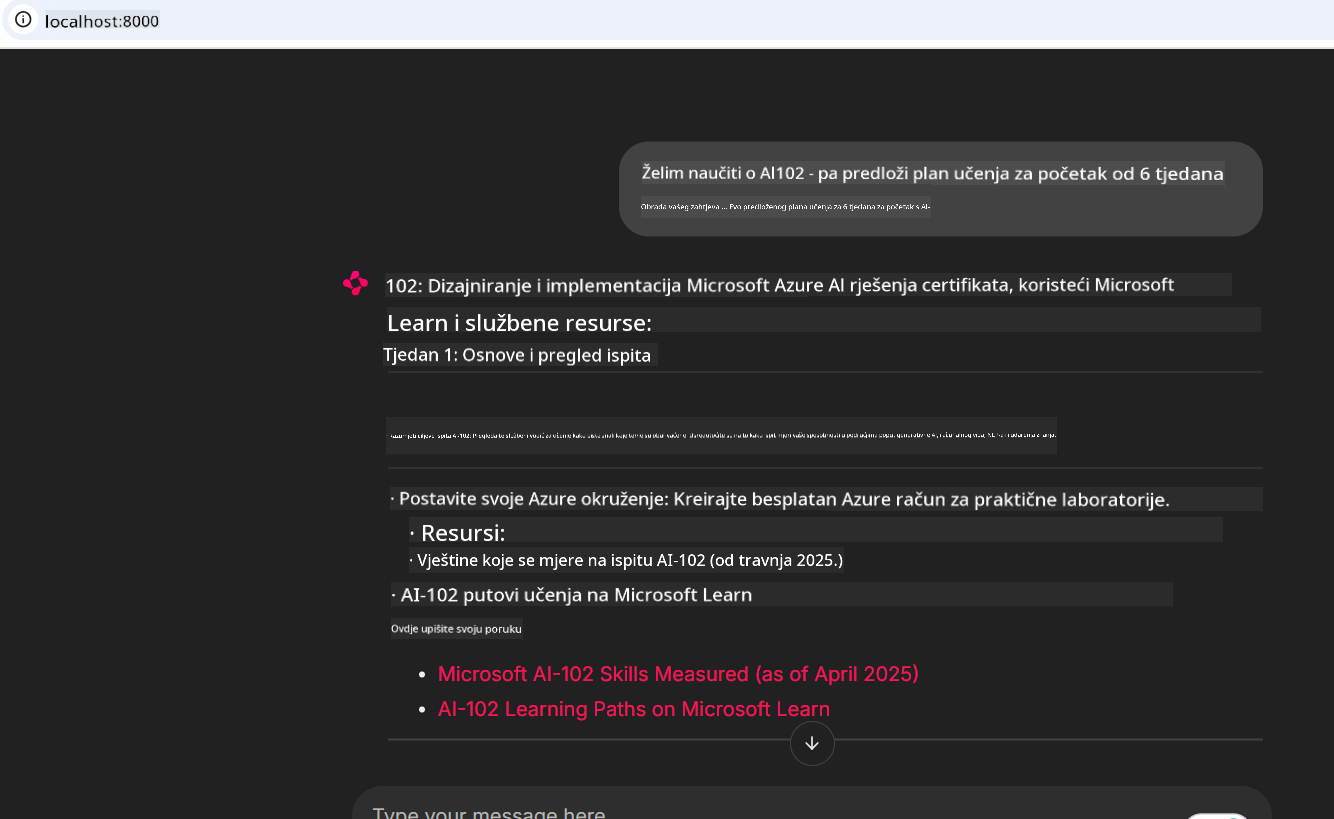 localhost:8000
Želim naučiti o AI102 - pa predloži plan učenja za početak od 6 tjedana
Obrada vašeg zahtjeva ... Evo predloženog plana učenja za 6 tjedana za početak s AI-
102: Dizajniranje i implementacija Microsoft Azure AI rješenja certifikata, koristeći Microsoft
Learn i službene resurse:
Tjedan 1: Osnove i pregled ispita
· Postavite svoje Azure okruženje: Kreirajte besplatan Azure račun za praktične laboratorije.
· Resursi:
· Vještine koje se mjere na ispitu AI-102 (od travnja 2025.)
· AI-102 putovi učenja na Microsoft Learn
Ovdje upišite svoju poruku
• Microsoft AI-102 Skills Measured (as of April 2025)
• AI-102 Learning Paths on Microsoft Learn
Type your message here